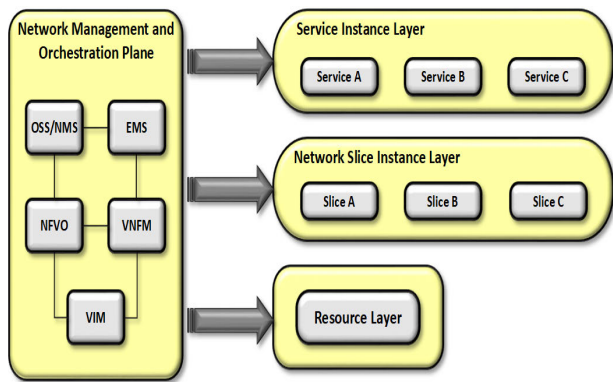 Network Management and
Orchestration Plane
OSS/NMS
EMS
NFVO
VNFM
VIM
Service Instance Layer
Service A
Service B
Service C
Network Slice Instance Layer
Slice A
Slice B
Slice C
Resource Layer